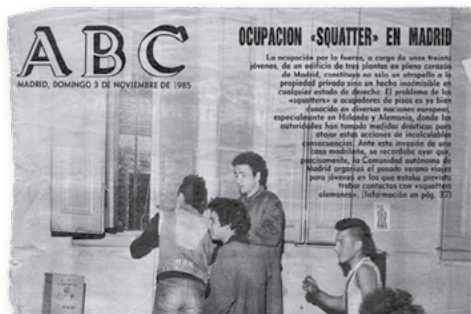 ABC
MADRID, DOMINGO 3 DE NOVIEMBRE DE 1985
OCUPACION «SQUATTER» EN MADRID
La ocupación por la fuerza, a cargo de unos treinta
jóvenes, de un edificio de tres plantas en pleno corazón
de Madrid, constituye no sólo un atropello a la
propiedad privada sino un hecho inadmisible en
cualquier estado de derecho. El problema de los
«squatters» u ocupadores de pisos es ya bien
conocido en diversas naciones europeas,
especialmente en Holanda y Alemania, donde las
autoridades han tomado medidas drásticas para
atajar estas acciones de incalculables
consecuencias. Ante esta invasión de una
casa madrileña, se recordaba ayer que,
precisamente, la Comunidad autónoma de
Madrid organizó el pasado verano viajes
para jóvenes en los que estaba previsto
trabar contactos con «squatters
alemanes». (Información en pág. 37)